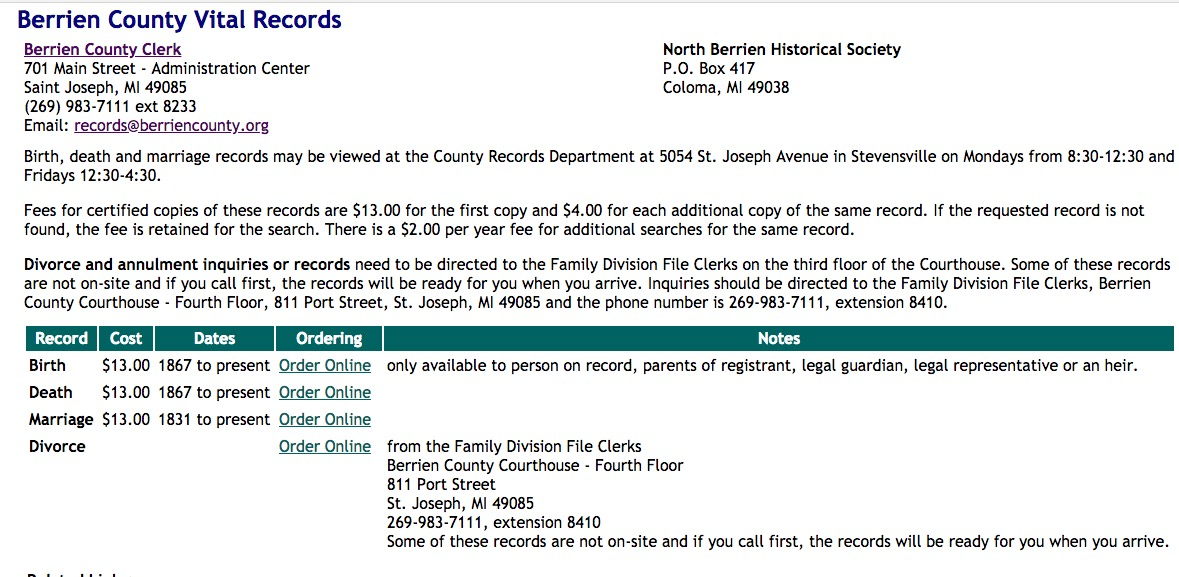 Berrien County Vital Records
Berrien County Clerk
701 Main Street - Administration Center
Saint Joseph, MI 49085
(269) 983-7111 ext 8233
Email: records@berriencounty.org
North Berrien Historical Society
P.O. Box 417
Coloma, MI 49038
Birth, death and marriage records may be viewed at the County Records Department at 5054 St. Joseph Avenue in Stevensville on Mondays from 8:30-12:30 and
Fridays 12:30-4:30.
Fees for certified copies of these records are $13.00 for the first copy and $4.00 for each additional copy of the same record. If the requested record is not
found, the fee is retained for the search. There is a $2.00 per year fee for additional searches for the same record.
Divorce and annulment inquiries or records need to be directed to the Family Division File Clerks on the third floor of the Courthouse. Some of these records
are not on-site and if you call first, the records will be ready for you when you arrive. Inquiries should be directed to the Family Division File Clerks, Berrien
County Courthouse - Fourth Floor, 811 Port Street, St. Joseph, MI 49085 and the phone number is 269-983-7111, extension 8410.
Record Cost Dates Ordering Notes
Birth $13.00 1867 to present Order Online only available to person on record, parents of registrant, legal guardian, legal representative or an heir.
Death $13.00 1867 to present Order Online
Marriage $13.00 1831 to present Order Online
Divorce Order Online from the Family Division File Clerks
Berrien County Courthouse - Fourth Floor
811 Port Street
St. Joseph, MI 49085
269-983-7111, extension 8410
Some of these records are not on-site and if you call first, the records will be ready for you when you arrive.